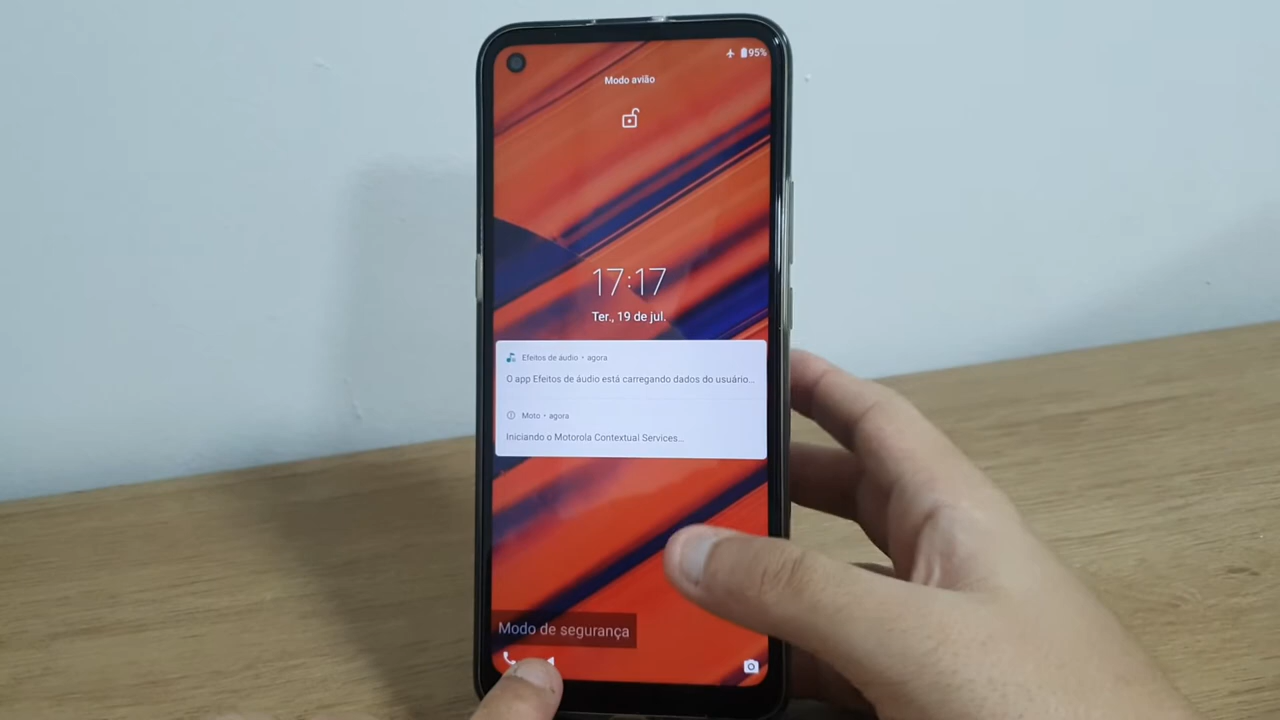 95%
Modo avião
17:17
Ter., 19 de jul.
Efeitos de áudio • agora
O app Efeitos de áudio está carregando dados do usuário...
Moto • agora
Iniciando o Motorola Contextual Services...
Modo de segurança